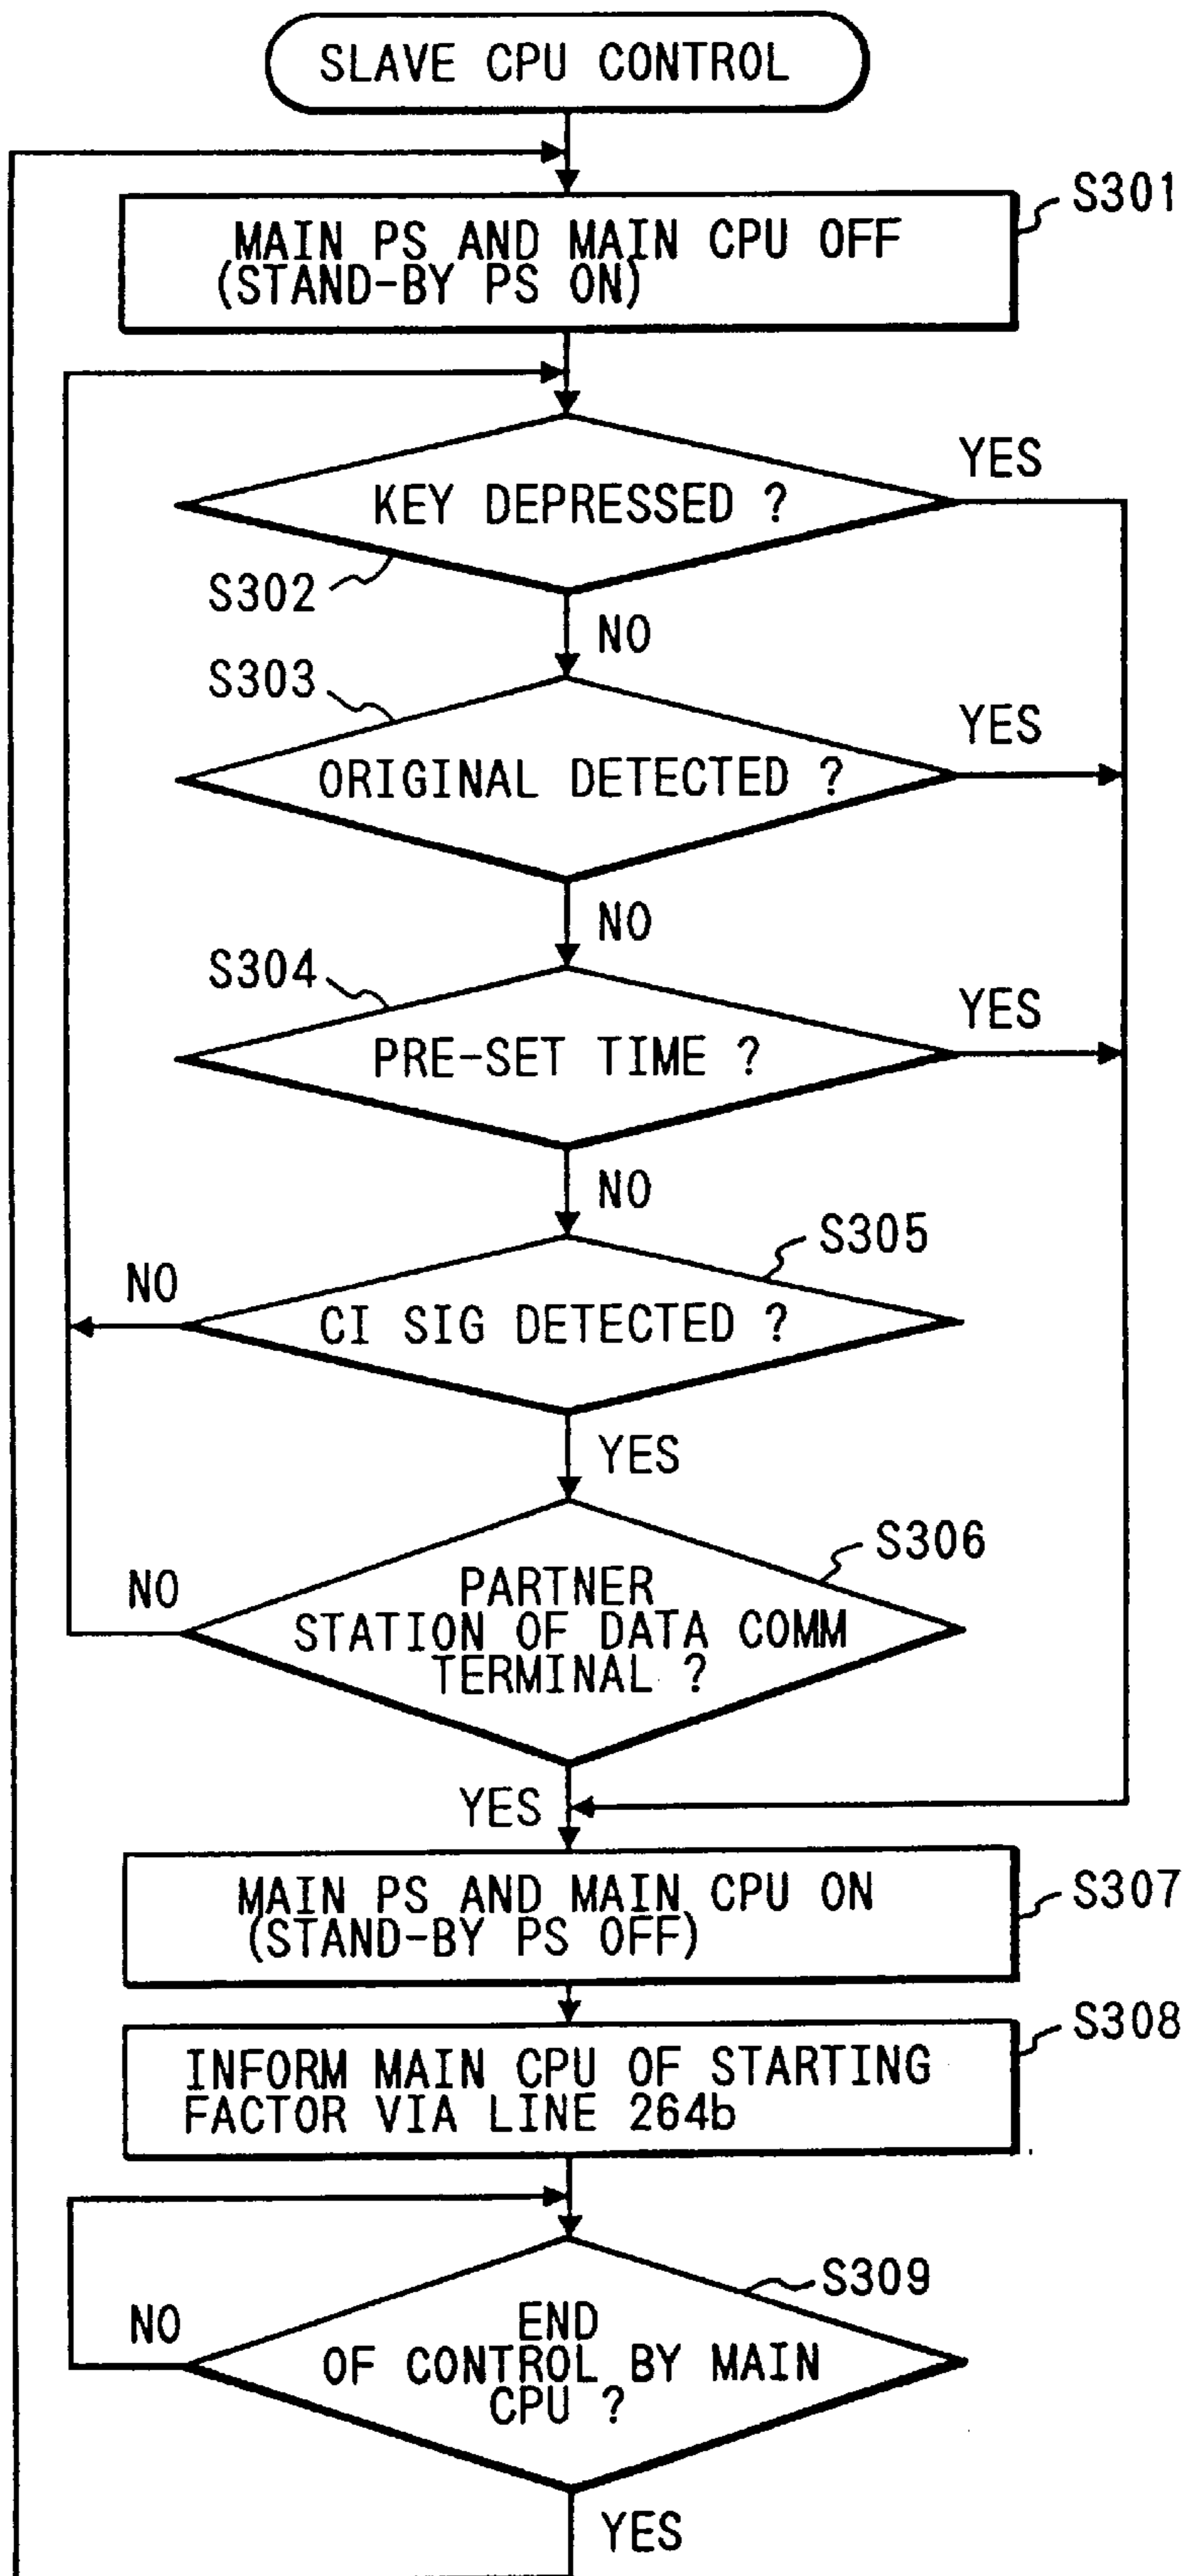 SLAVE CPU CONTROL
S301
MAIN PS AND MAIN CPU OFF
(STAND-BY PS ON)
YES
KEY DEPRESSED ?
S302
NO
S303
YES
ORIGINAL DETECTED ?
NO
S304
YES
PRE-SET TIME ?
NO
S305
NO
CI SIG DETECTED ?
YES
S306
NO
PARTNER
STATION OF DATA COMM
TERMINAL ?
YES
MAIN PS AND MAIN CPU ON
(STAND-BY PS OFF)
S307
S308
INFORM MAIN CPU OF STARTING
FACTOR VIA LINE 264b
S309
NO
END
OF CONTROL BY MAIN
CPU ?
YES